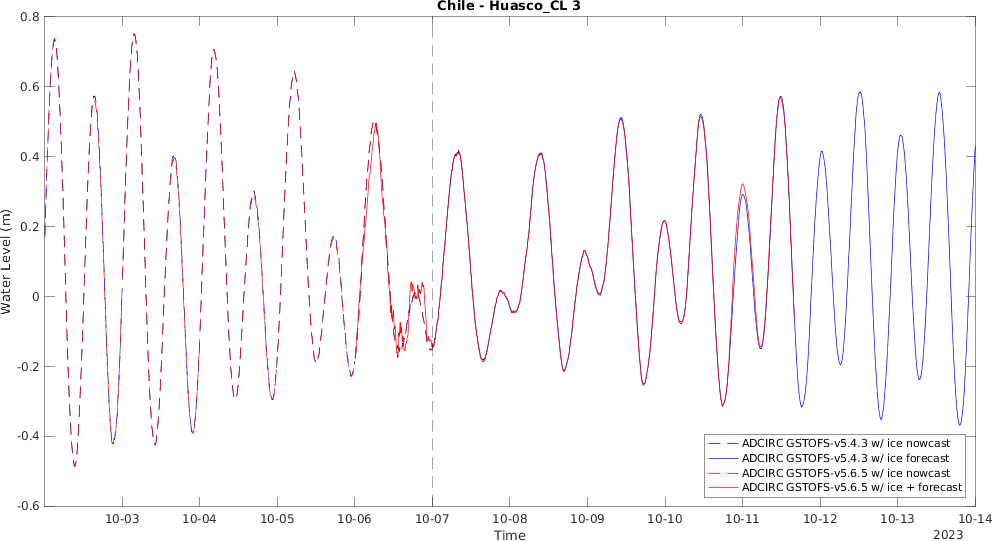 Chile - Huasco_CL 3
Water Level (m)
0.8
0.6
0.4
0.2
0
-0.2
-0.4
-0.6
ADCIRC GSTOFS-v5.4.3 w/ ice nowcast
ADCIRC GSTOFS-v5.4.3 w/ ice forecast
ADCIRC GSTOFS-v5.6.5 w/ ice nowcast
ADCIRC GSTOFS-v5.6.5 w/ ice + forecast
10-03 10-04 10-05 10-06 10-07 10-08 10-09 10-10 10-11 10-12 10-13 10-14
Time
2023